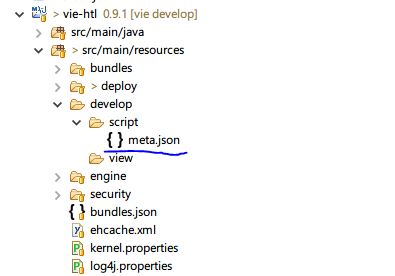 > vie-htl 0.9.1 [vie develop]
src/main/java
> src/main/resources
bundles
> deploy
develop
script
{ } meta.json
view
engine
security
{ } bundles.json
ehcache.xml
kernel.properties
log4j.properties